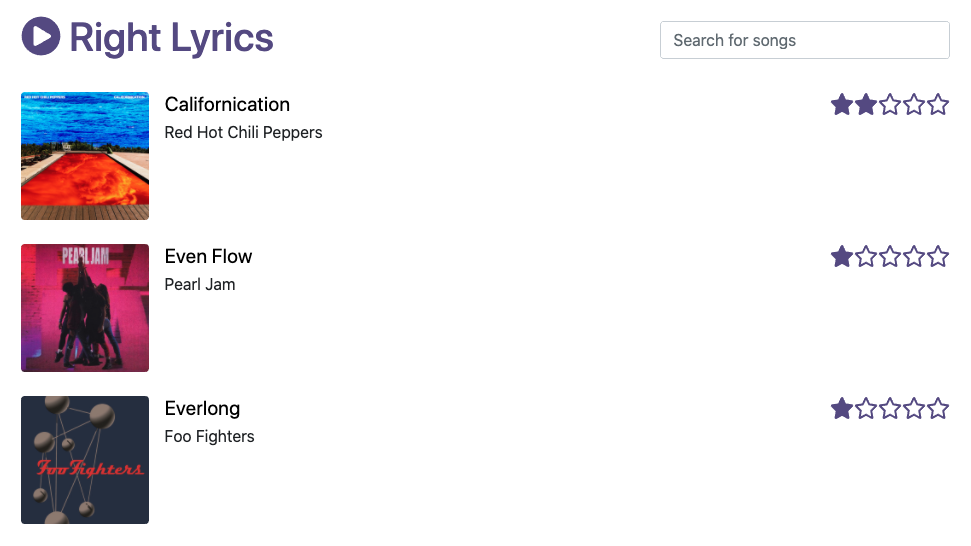 Right Lyrics
Search for songs
Californication
Red Hot Chili Peppers
PEARL JAM
Even Flow
Pearl Jam
Foo Fighters
Everlong
Foo Fighters